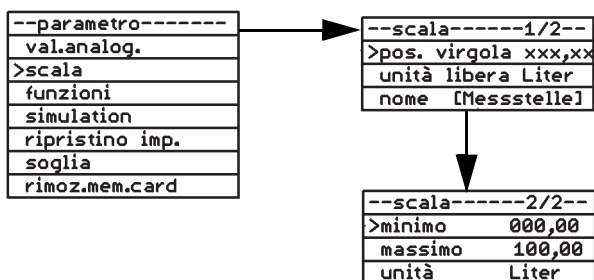 --parametro-------
val.analog.
>scala
funzioni
simulation
ripristino imp.
soglia
rimoz.mem.card
--scala------1/2--
>pos. virgola xxx,xx
unità libera Liter
nome [Messstelle]
--scala------2/2--
>minimo 000,00
massimo 100,00
unità Liter